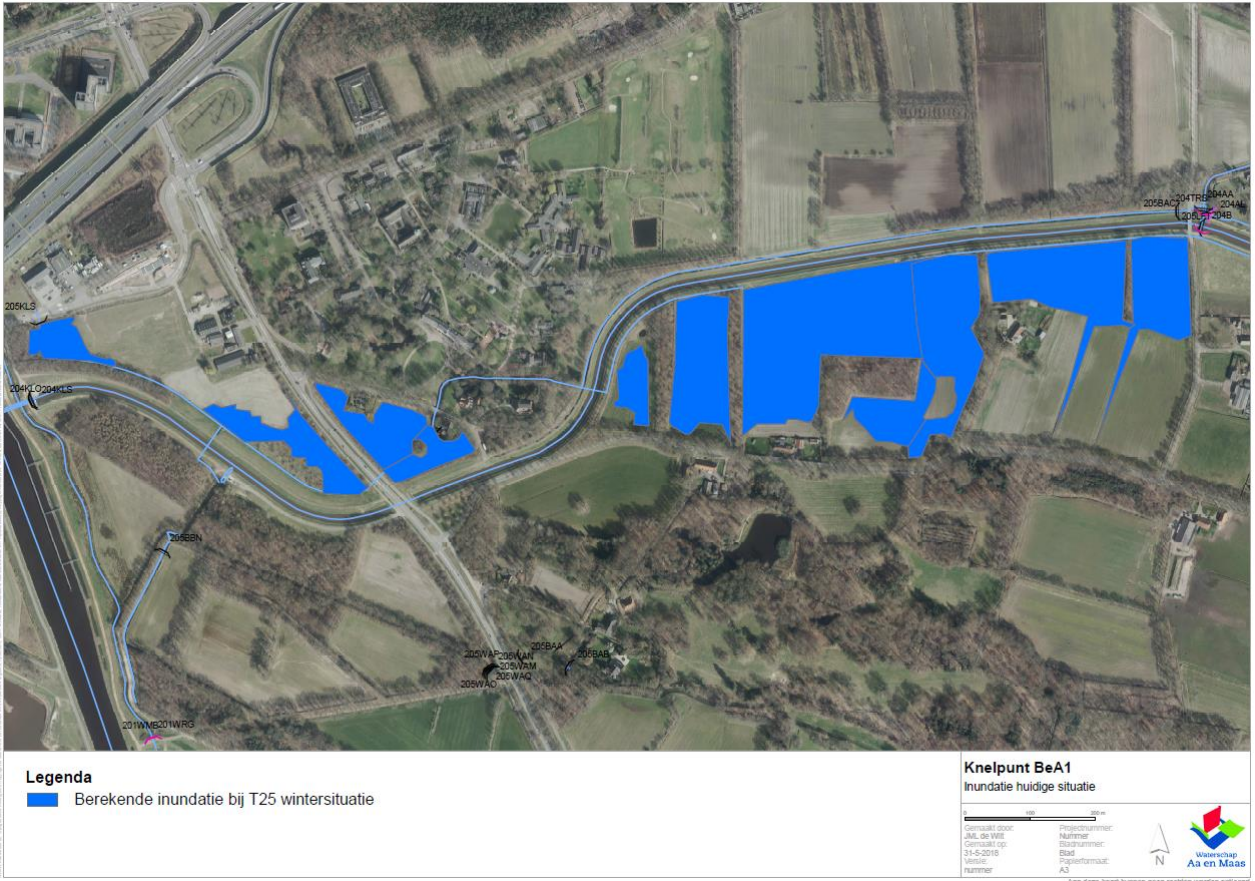 205BAC
204TRB
204AA
204AL
204B
205KLS
204KLO
204KLS
205BBN
205WAP
205WAN
205BAA
205BAB
205WAM
205WAQ
205WAO
201WMB
201WRG
Legenda
Berekende inundatie bij T25 wintersituatie
Knelpunt BeA1
Inundatie huidige situatie
0 100 200 m
Gemaakt door: Projectnummer:
JML de Wilt Nummer
Gemaakt op: Bladnummer:
31-5-2018 Blad
Versie: Papierformaat:
nummer A3
N
Waterschap
Aa en Maas